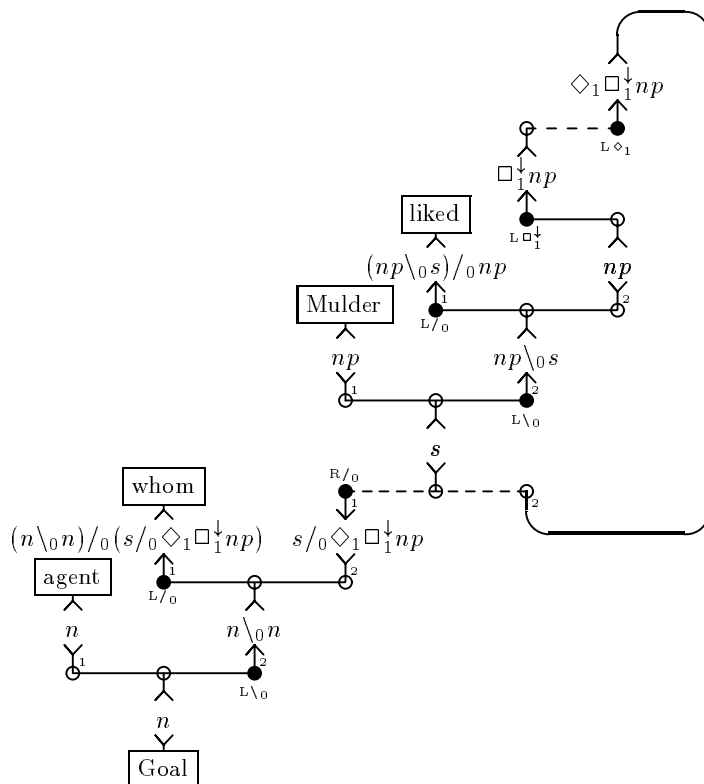 ◇₁□₁↓np
L◇₁
□₁↓np
liked
L□₁↓
(np\₀s)/₀np
np
Mulder
1
2
L/₀
np
np\₀s
1
2
L\₀
s
whom
R/₀
1
2
(n\₀n)/₀(s/₀◇₁□₁↓np)
s/₀◇₁□₁↓np
agent
1
2
L/₀
n
n\₀n
1
2
L\₀
n
Goal